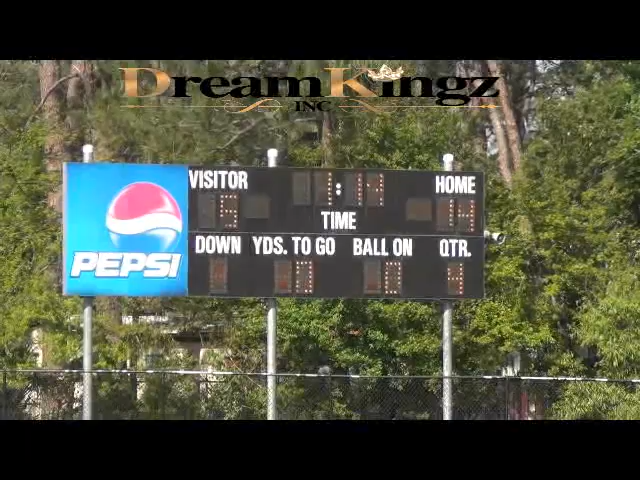 DreamKingz
INC
VISITOR
HOME
TIME
DOWN YDS. TO GO BALL ON QTR.
PEPSI